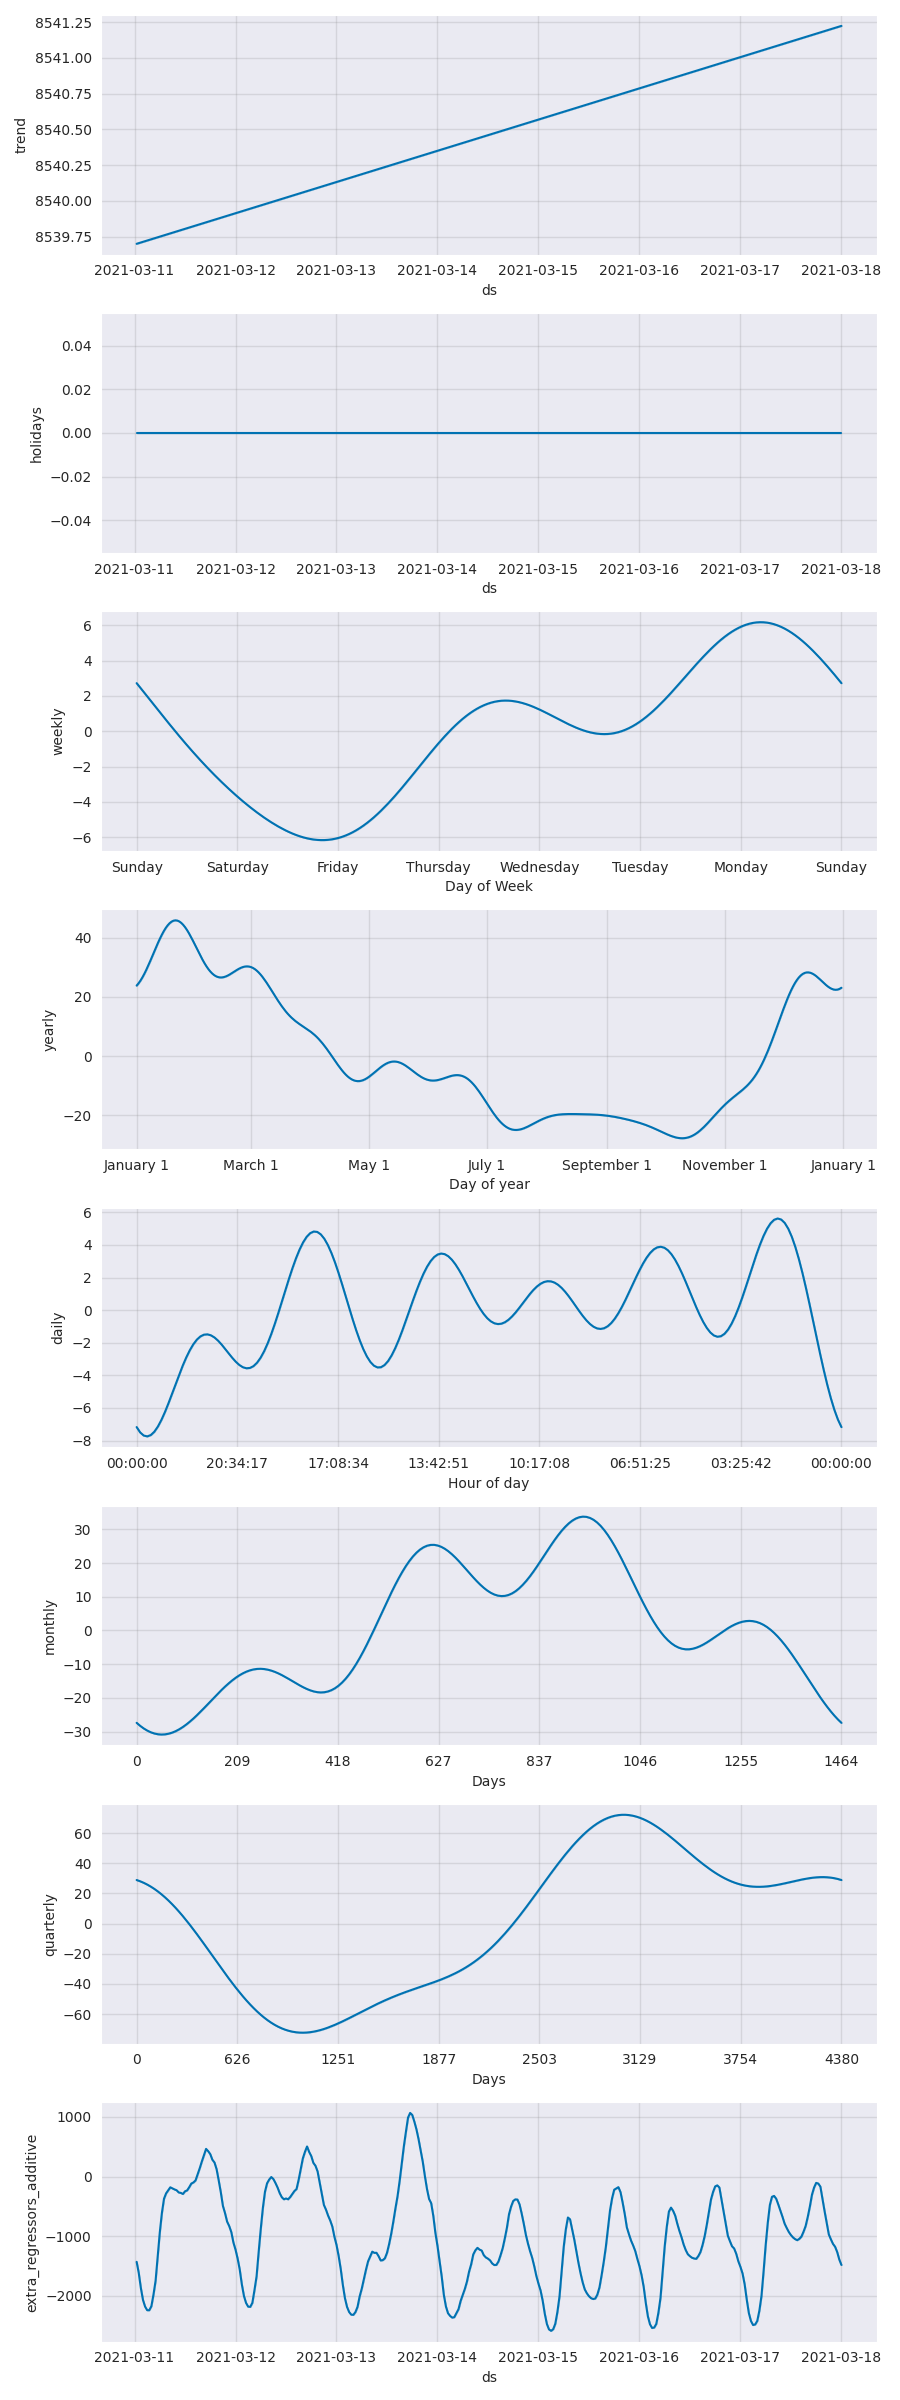 8541.25
8541.00
8540.75
8540.50
8540.25
8540.00
8539.75
trend
2021-03-11 2021-03-12 2021-03-13 2021-03-14 2021-03-15 2021-03-16 2021-03-17 2021-03-18
ds
0.04
0.02
0.00
−0.02
−0.04
holidays
2021-03-11 2021-03-12 2021-03-13 2021-03-14 2021-03-15 2021-03-16 2021-03-17 2021-03-18
ds
6
4
2
0
−2
−4
−6
weekly
Sunday Saturday Friday Thursday Wednesday Tuesday Monday Sunday
Day of Week
40
20
0
−20
yearly
January 1 March 1 May 1 July 1 September 1 November 1 January 1
Day of year
6
4
2
0
−2
−4
−6
−8
daily
00:00:00 20:34:17 17:08:34 13:42:51 10:17:08 06:51:25 03:25:42 00:00:00
Hour of day
30
20
10
0
−10
−20
−30
monthly
0 209 418 627 837 1046 1255 1464
Days
60
40
20
0
−20
−40
−60
quarterly
0 626 1251 1877 2503 3129 3754 4380
Days
1000
0
−1000
−2000
extra_regressors_additive
2021-03-11 2021-03-12 2021-03-13 2021-03-14 2021-03-15 2021-03-16 2021-03-17 2021-03-18
ds